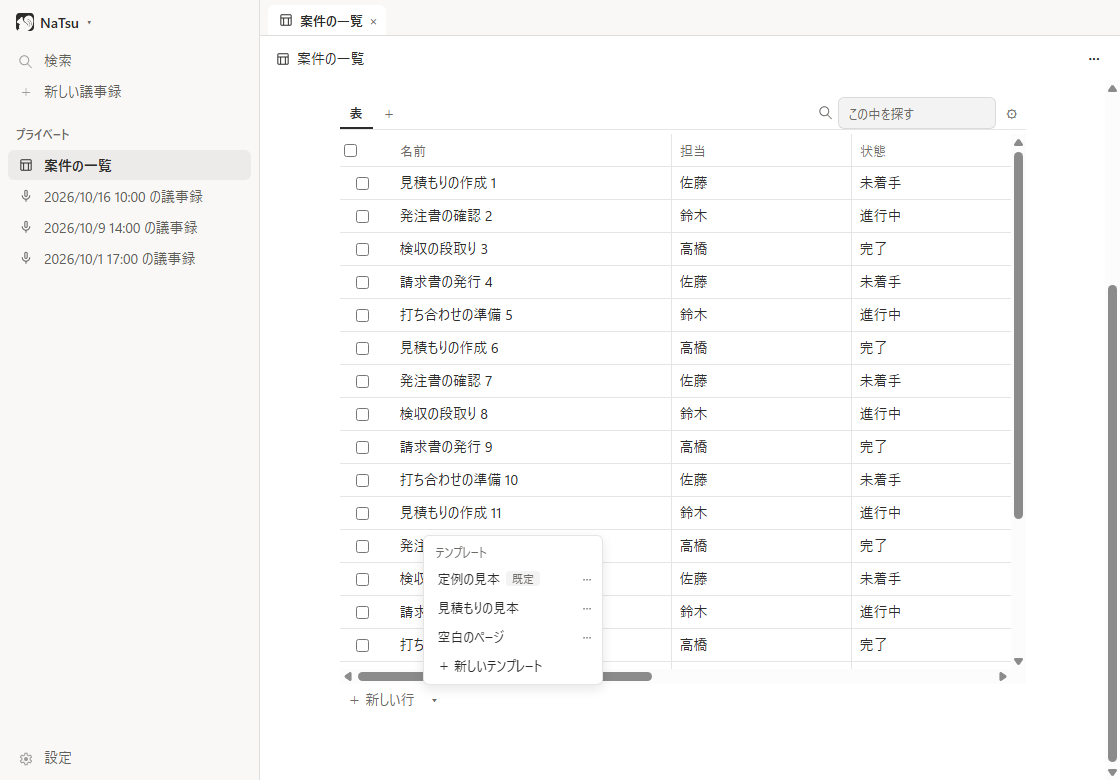 NaTsu
検索
新しい議事録
プライベート
案件の一覧
2026/10/16 10:00 の議事録
2026/10/9 14:00 の議事録
2026/10/1 17:00 の議事録
設定
案件の一覧 ×
案件の一覧
表
この中を探す
名前 担当 状態
見積もりの作成 1 佐藤 未着手
発注書の確認 2 鈴木 進行中
検収の段取り 3 高橋 完了
請求書の発行 4 佐藤 未着手
打ち合わせの準備 5 鈴木 進行中
見積もりの作成 6 高橋 完了
発注書の確認 7 佐藤 未着手
検収の段取り 8 鈴木 進行中
請求書の発行 9 高橋 完了
打ち合わせの準備 10 佐藤 未着手
見積もりの作成 11 鈴木 進行中
発注 高橋 完了
検収 佐藤 未着手
請求 鈴木 進行中
打ち 高橋 完了
テンプレート
定例の見本 既定
見積もりの見本
空白のページ
+ 新しいテンプレート
+ 新しい行